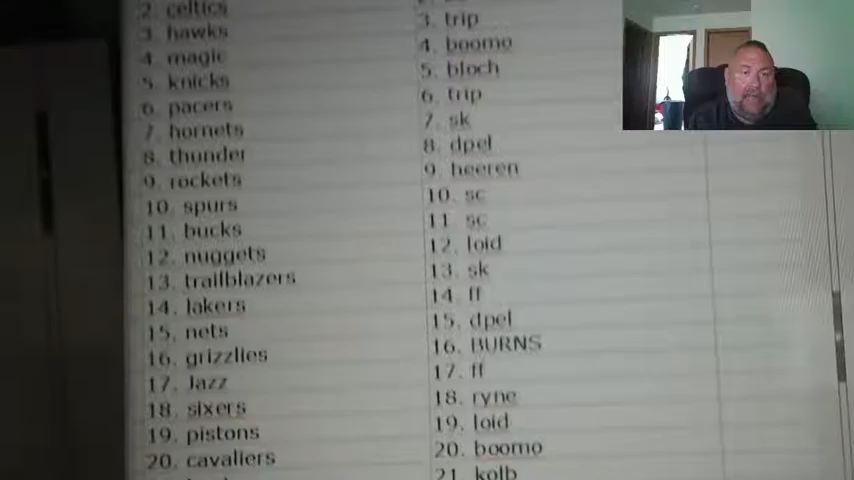 2. celtics
3. hawks
4. magic
5. knicks
6. pacers
7. hornets
8. thunder
9. rockets
10. spurs
11. bucks
12. nuggets
13. trailblazers
14. lakers
15. nets
16. grizzlies
17. Jazz
18. sixers
19. pistons
20. cavaliers
3. trip
4. boomo
5. bloch
6. trip
7. sk
8. dpel
9. heeren
10. sc
11. sc
12. loid
13. sk
14. ff
15. dpel
16. BURNS
17. ff
18. ryne
19. loid
20. boomo
21. kolb